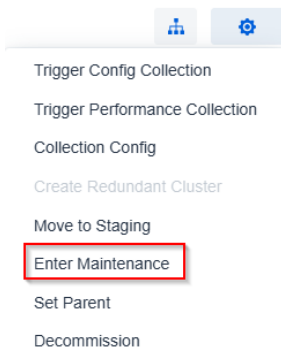 Trigger Config Collection
Trigger Performance Collection
Collection Config
Create Redundant Cluster
Move to Staging
Enter Maintenance
Set Parent
Decommission